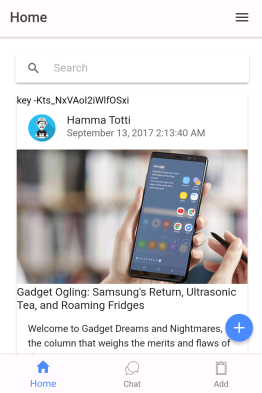 Home
Search
key -Kts_NxVAoI2iWlfOSxi
Hamma Totti
September 13, 2017 2:13:40 AM
Gadget Ogling: Samsung's Return, Ultrasonic
Tea, and Roaming Fridges
Welcome to Gadget Dreams and Nightmares,
the column that weighs the merits and flaws of
Home
Chat
Add